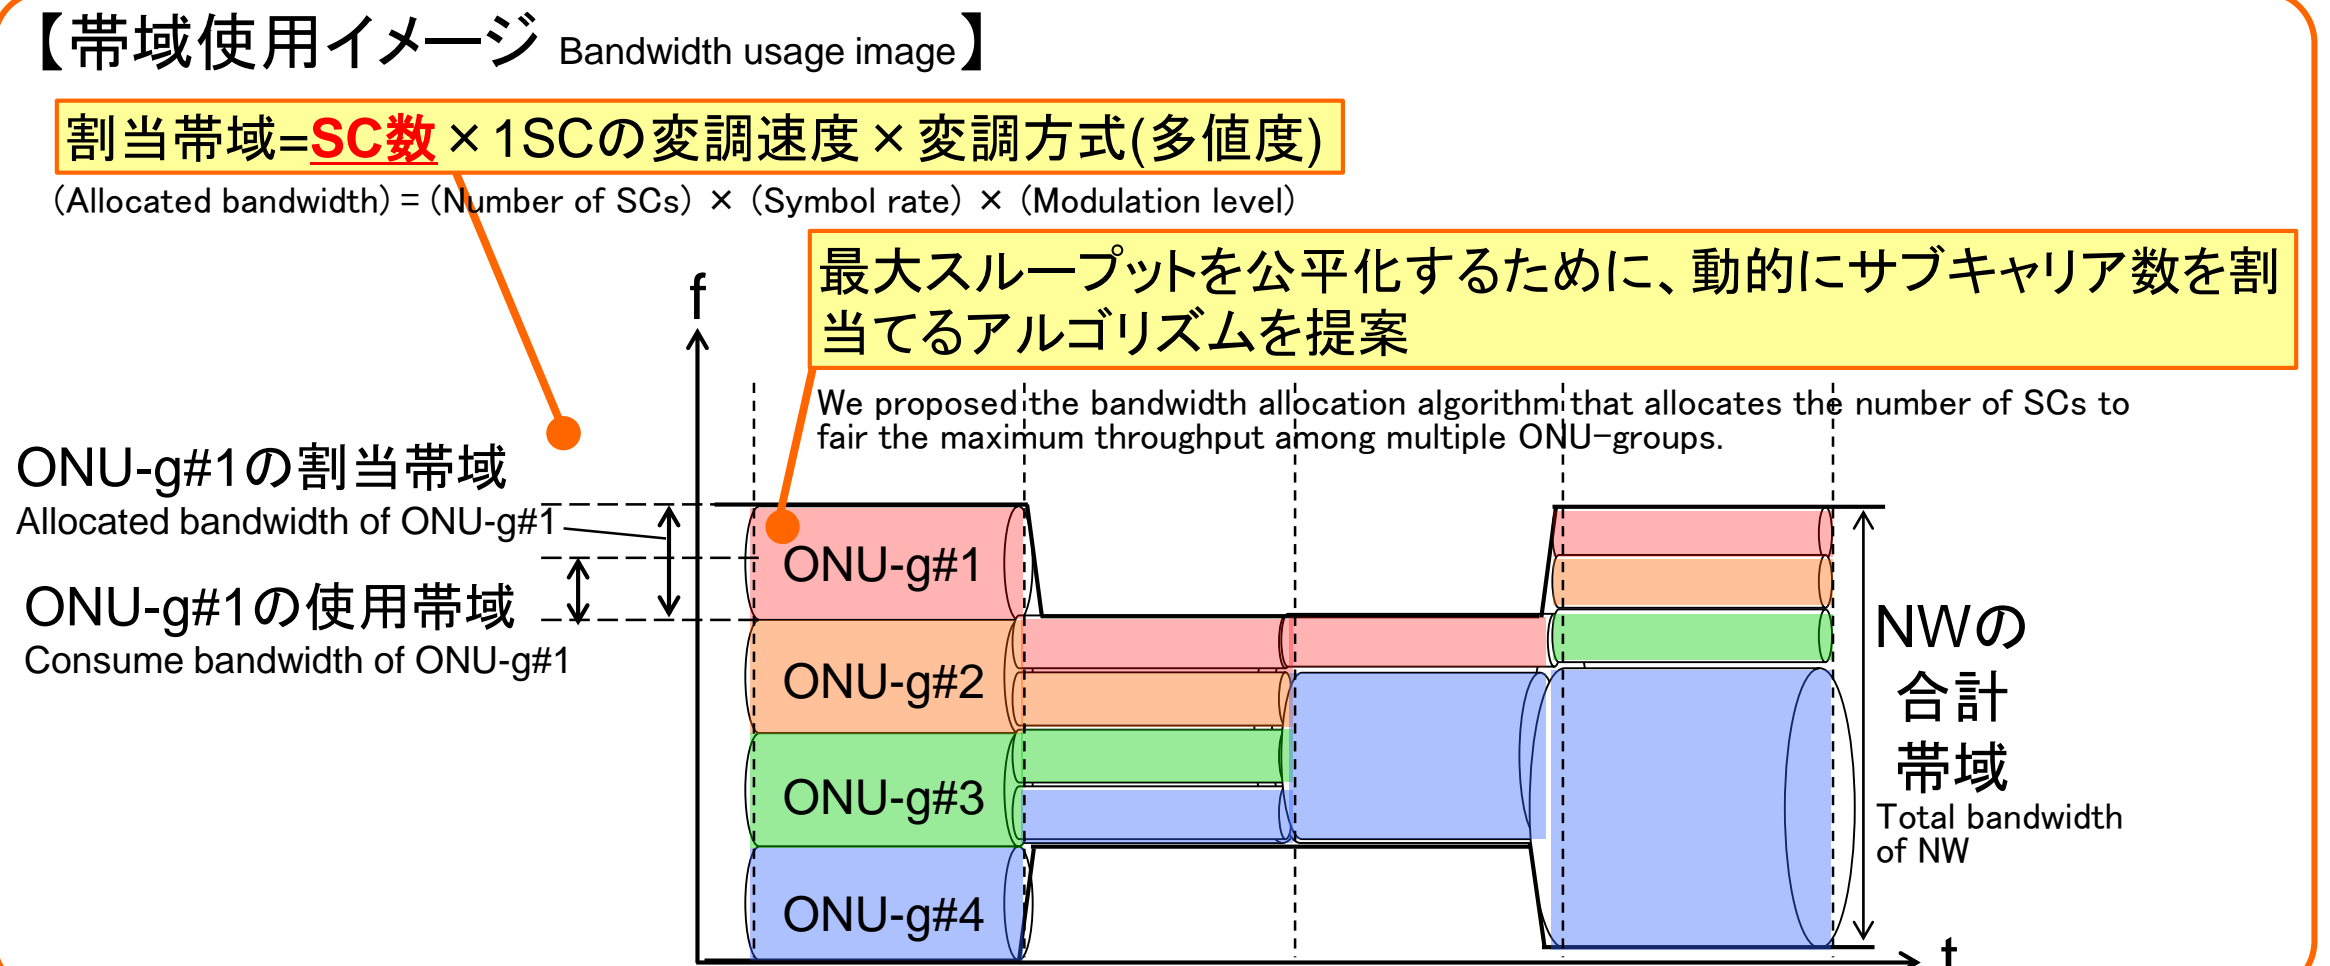 【帯域使用イメージ Bandwidth usage image】
割当帯域=SC数×1SCの変調速度×変調方式(多値度)
(Allocated bandwidth) = (Number of SCs) × (Symbol rate) × (Modulation level)
f
最大スループットを公平化するために、動的にサブキャリア数を割
当てるアルゴリズムを提案
We proposed the bandwidth allocation algorithm that allocates the number of SCs to
fair the maximum throughput among multiple ONU-groups.
ONU-g#1の割当帯域
Allocated bandwidth of ONU-g#1
ONU-g#1の使用帯域
Consume bandwidth of ONU-g#1
ONU-g#1
ONU-g#2
ONU-g#3
ONU-g#4
NWの
合計
帯域
Total bandwidth
of NW
t